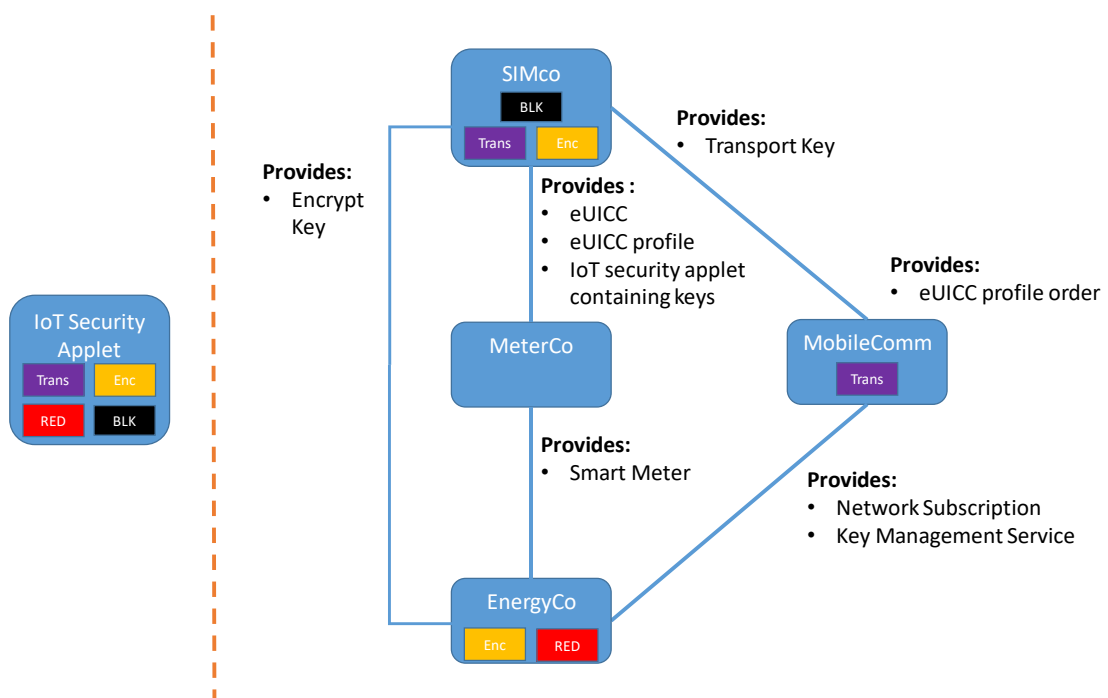 SIMco
BLK
Trans
Enc
Provides:
• Transport Key
Provides:
• Encrypt
Key
Provides :
• eUICC
• eUICC profile
• IoT security applet
containing keys
Provides:
• eUICC profile order
IoT Security
Applet
Trans
Enc
RED
BLK
MeterCo
MobileComm
Trans
Provides:
• Smart Meter
Provides:
• Network Subscription
• Key Management Service
EnergyCo
Enc
RED